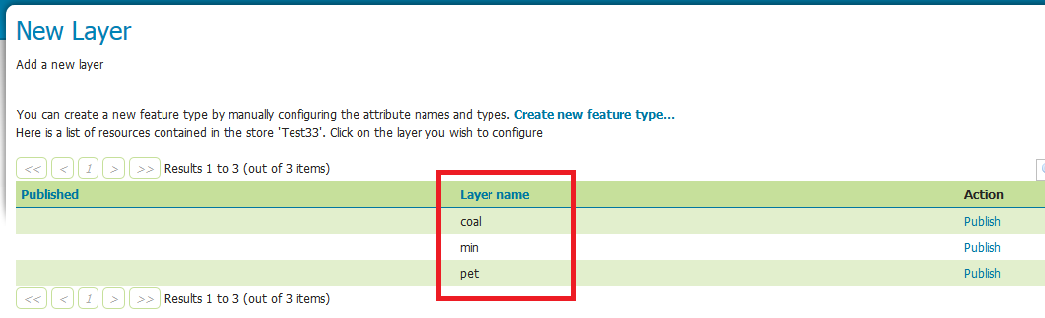 New Layer
Add a new layer
You can create a new feature type by manually configuring the attribute names and types. Create new feature type...
Here is a list of resources contained in the store 'Test33'. Click on the layer you wish to configure
<< < 1 > >> Results 1 to 3 (out of 3 items)
Published Layer name Action
coal Publish
min Publish
pet Publish
<< < 1 > >> Results 1 to 3 (out of 3 items)